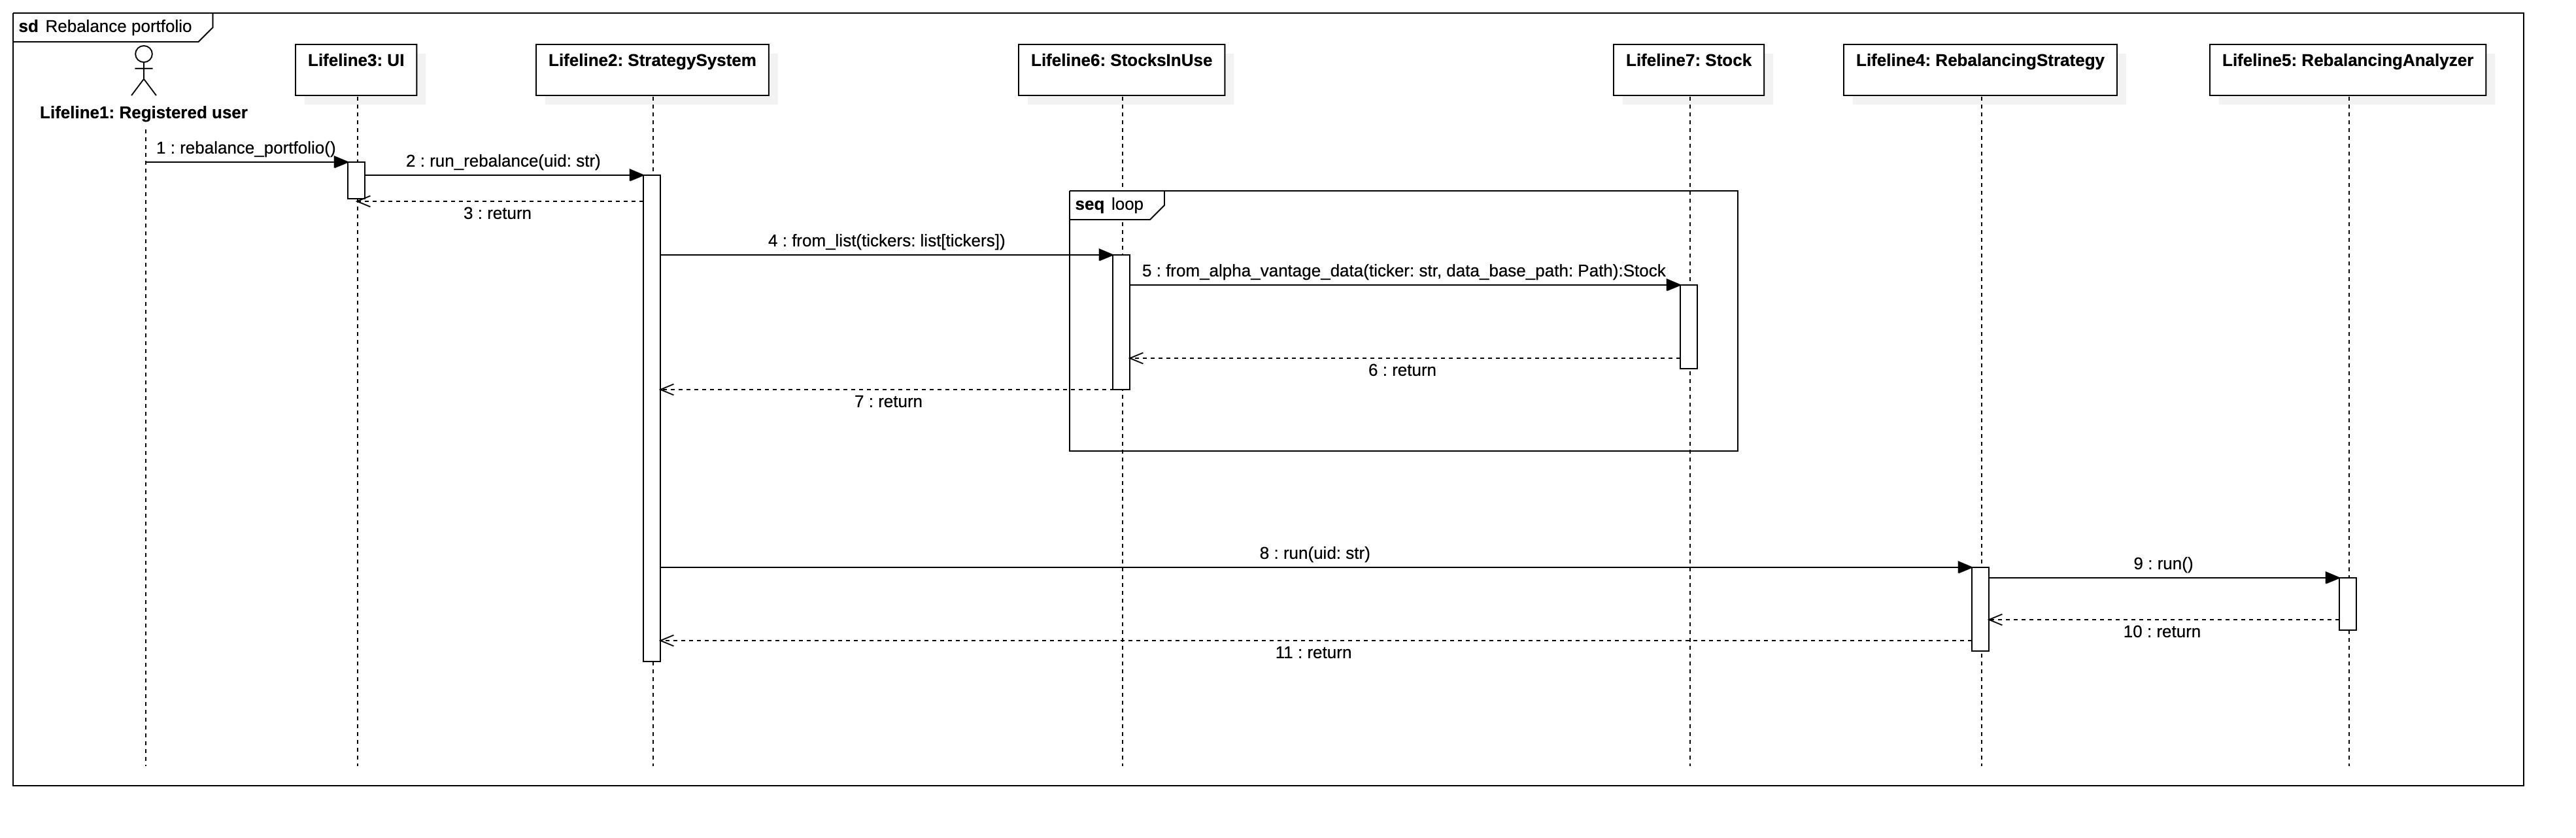 sd Rebalance portfolio
Lifeline1: Registered user
Lifeline3: UI
Lifeline2: StrategySystem
Lifeline6: StocksInUse
Lifeline7: Stock
Lifeline4: RebalancingStrategy
Lifeline5: RebalancingAnalyzer
1 : rebalance_portfolio()
2 : run_rebalance(uid: str)
3 : return
seq loop
4 : from_list(tickers: list[tickers])
5 : from_alpha_vantage_data(ticker: str, data_base_path: Path):Stock
6 : return
7 : return
8 : run(uid: str)
9 : run()
10 : return
11 : return